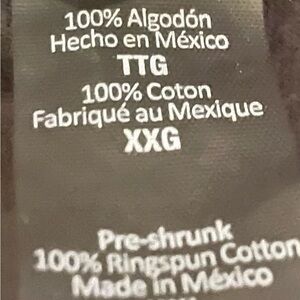 100% Algodón
Hecho en México
TTG
100% Coton
Fabriqué au Mexique
XXG
Pre-shrunk
100% Ringspun Cotton
Made in México